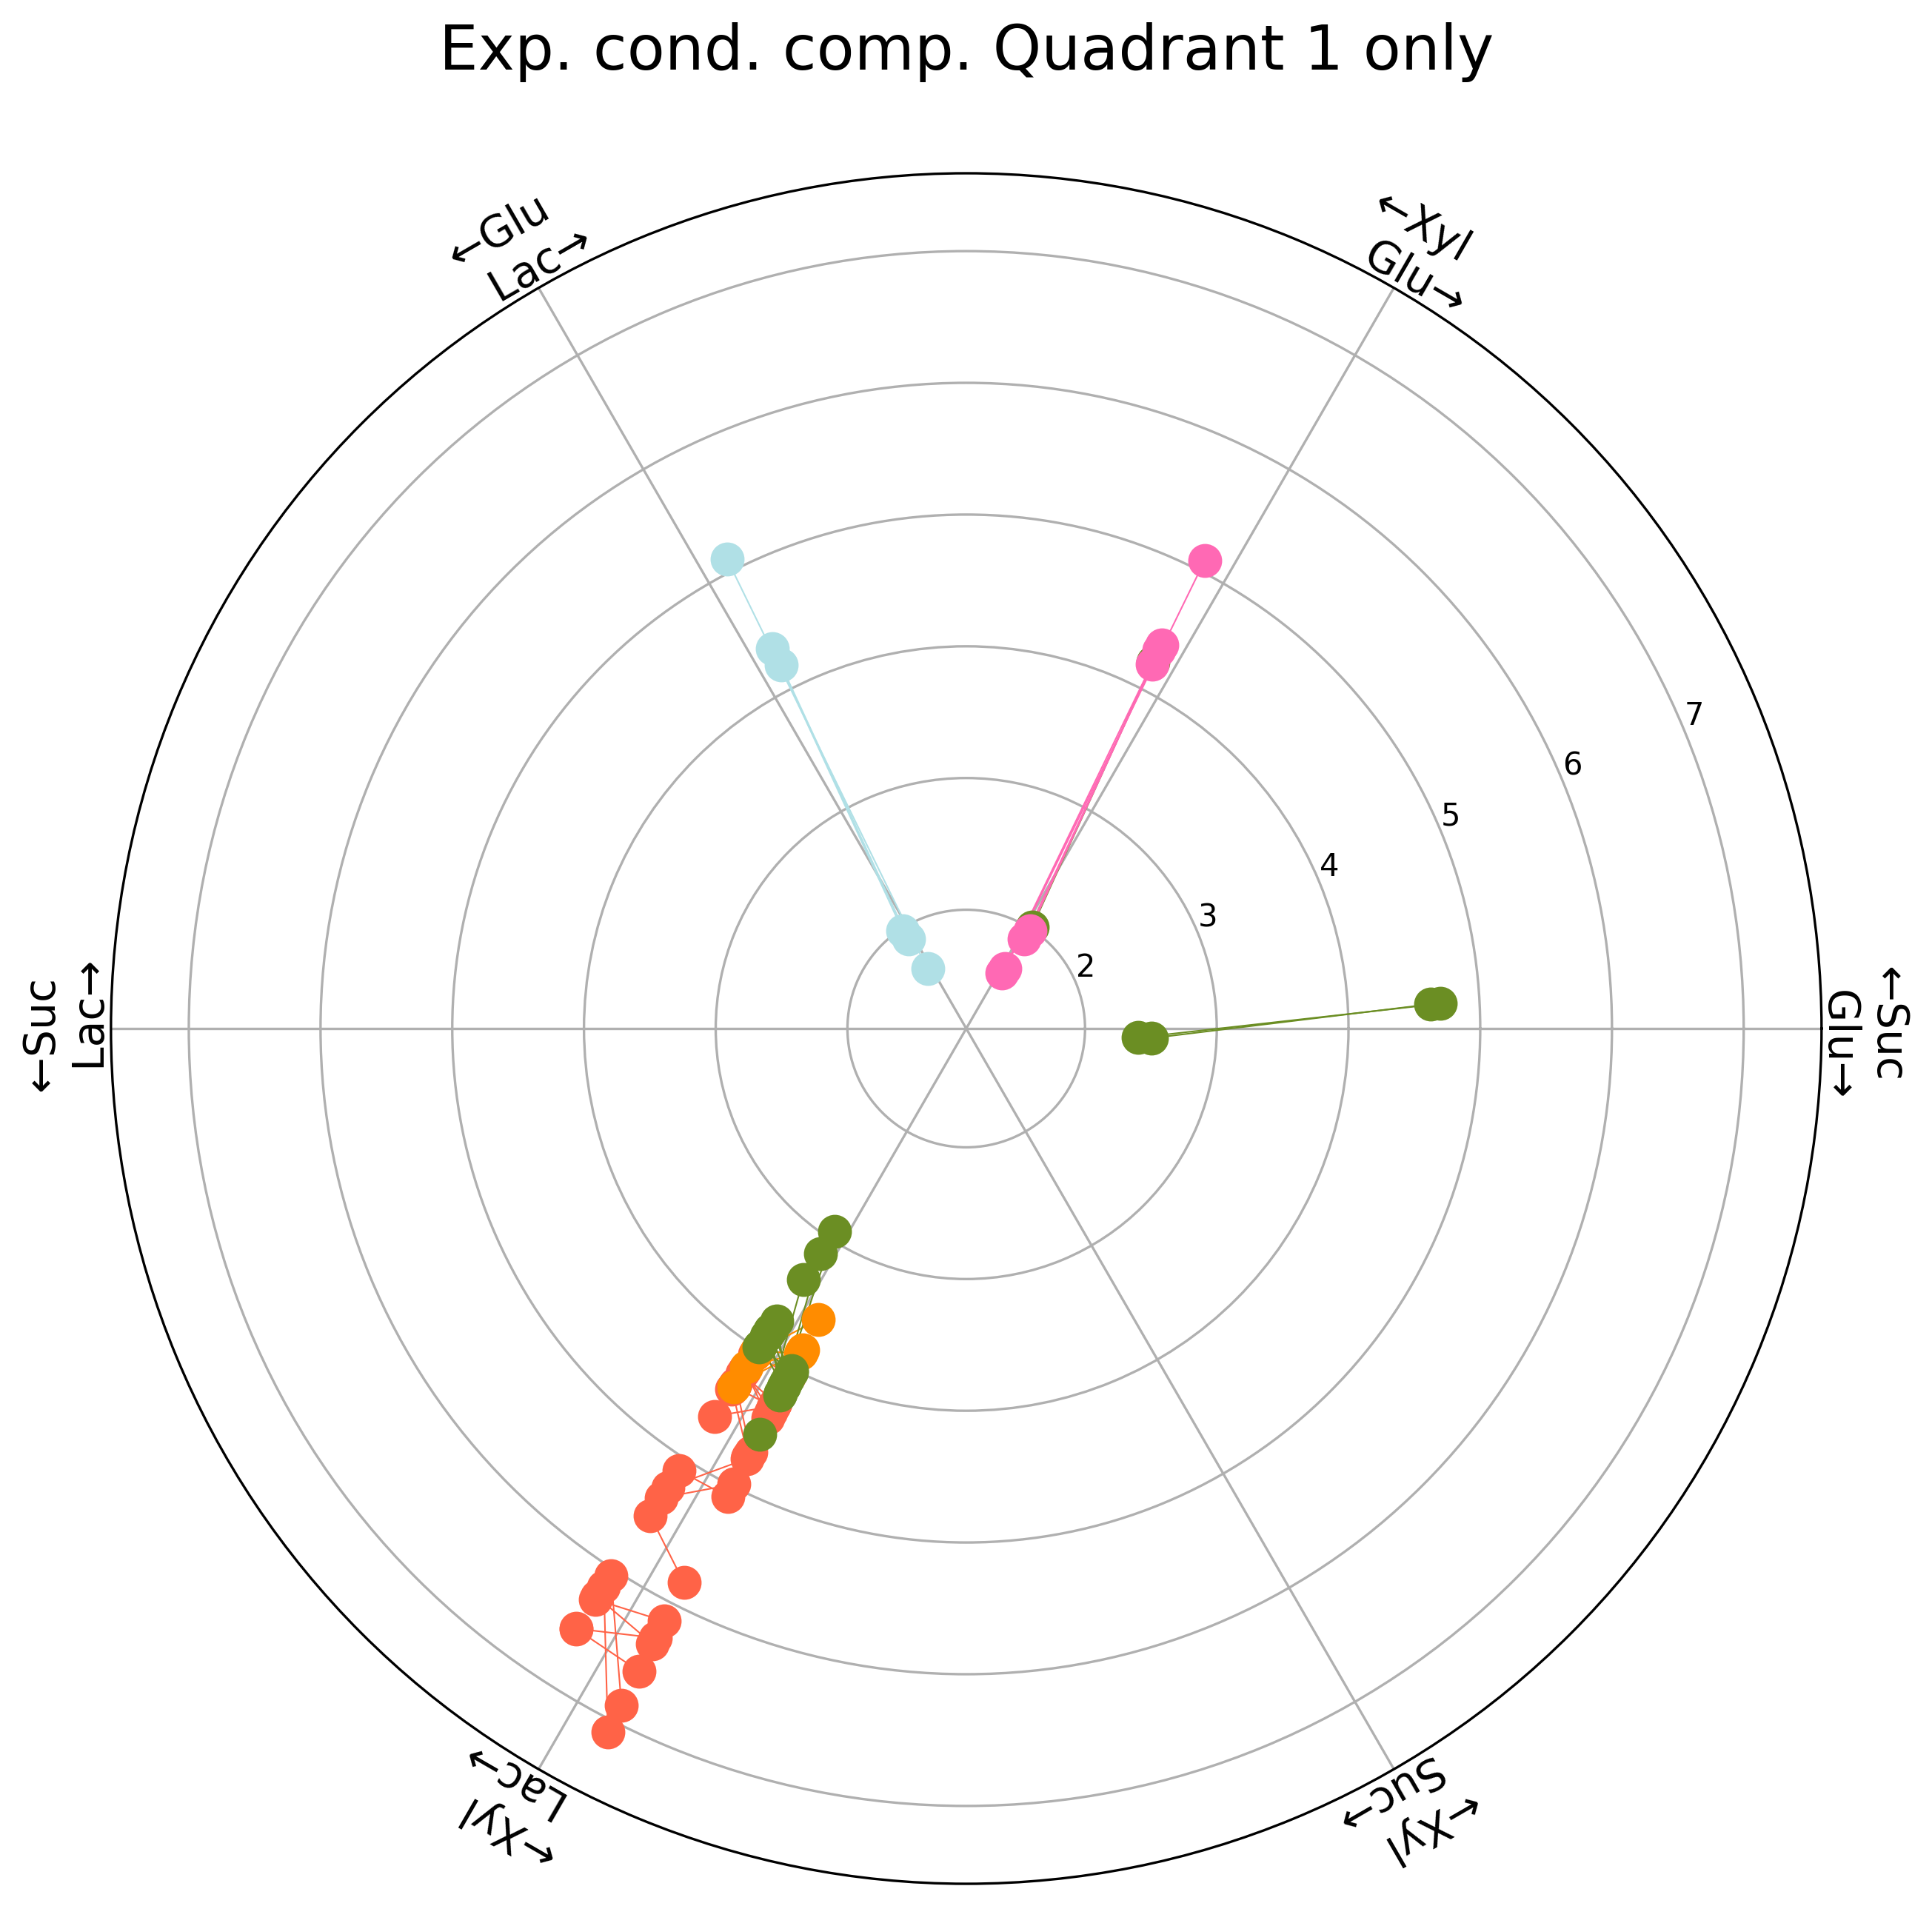 Exp. cond. comp. Quadrant 1 only
←Glu
Lac→
←Xyl
Glu→
7
6
5
4
3
2
←Suc
Lac→
←Suc
Glu→
Lac→
←Xyl
Suc→
←Xyl